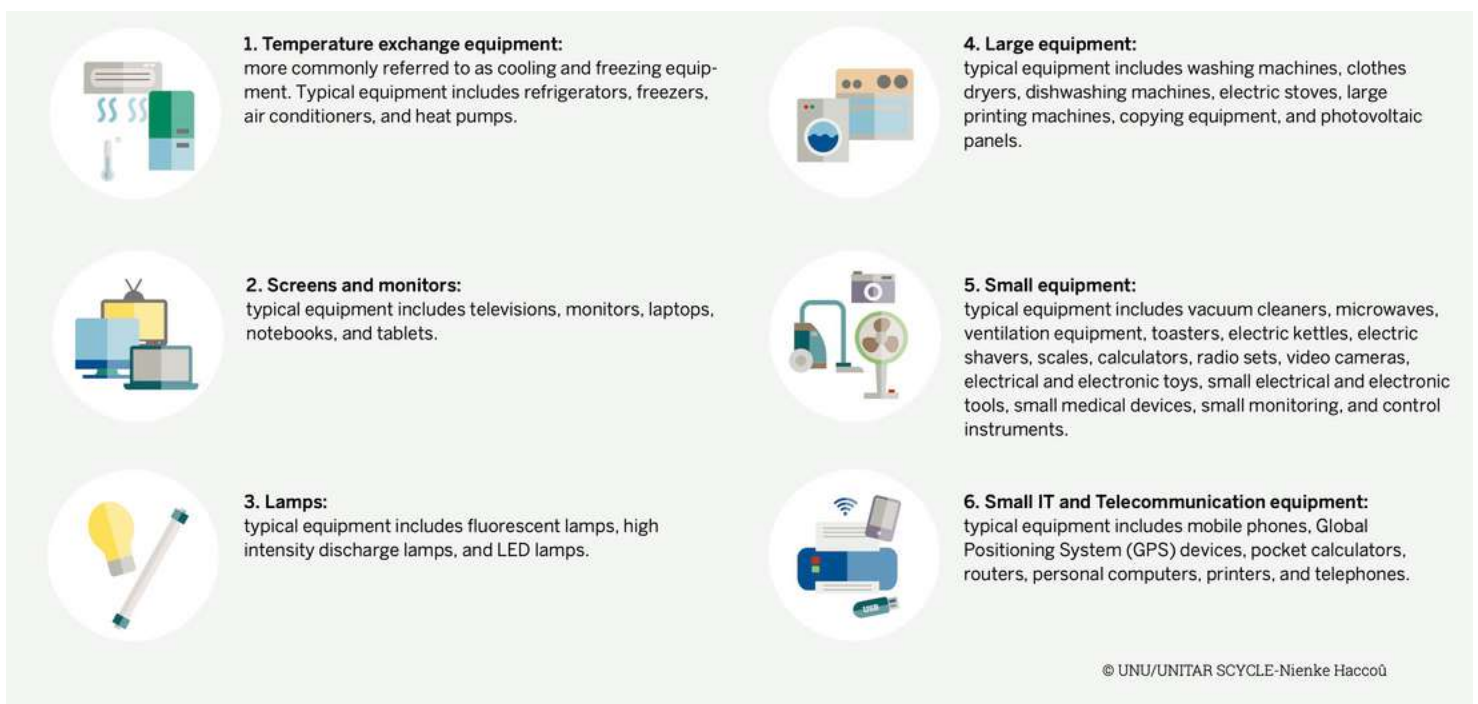 1. Temperature exchange equipment:
more commonly referred to as cooling and freezing equip-
ment. Typical equipment includes refrigerators, freezers,
air conditioners, and heat pumps.
2. Screens and monitors:
typical equipment includes televisions, monitors, laptops,
notebooks, and tablets.
3. Lamps:
typical equipment includes fluorescent lamps, high
intensity discharge lamps, and LED lamps.
4. Large equipment:
typical equipment includes washing machines, clothes
dryers, dishwashing machines, electric stoves, large
printing machines, copying equipment, and photovoltaic
panels.
5. Small equipment:
typical equipment includes vacuum cleaners, microwaves,
ventilation equipment, toasters, electric kettles, electric
shavers, scales, calculators, radio sets, video cameras,
electrical and electronic toys, small electrical and electronic
tools, small medical devices, small monitoring, and control
instruments.
6. Small IT and Telecommunication equipment:
typical equipment includes mobile phones, Global
Positioning System (GPS) devices, pocket calculators,
routers, personal computers, printers, and telephones.
USB
© UNU/UNITAR SCYCLE-Nienke Haccoû